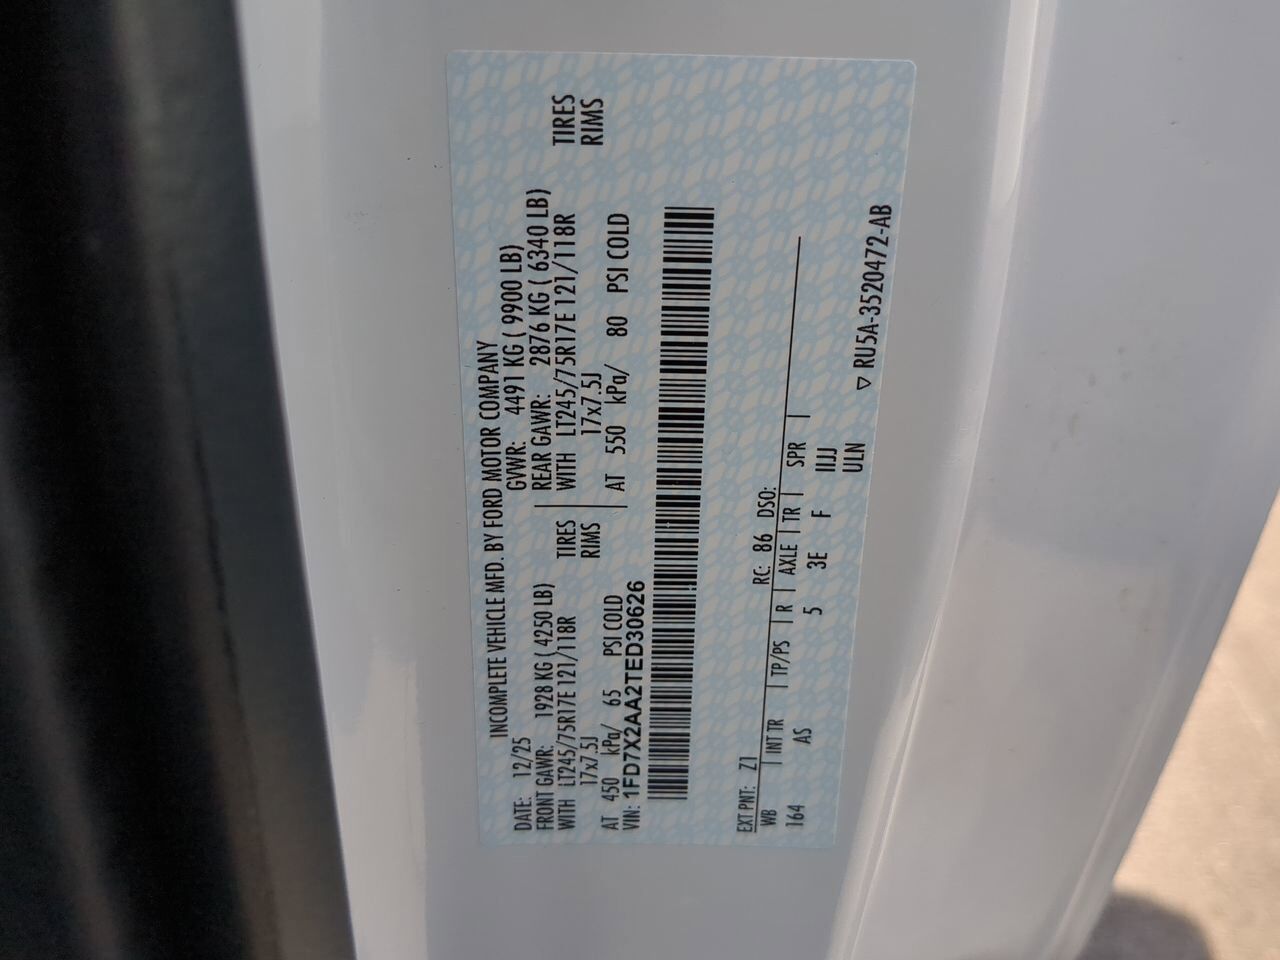 INCOMPLETE VEHICLE MFD. BY FORD MOTOR COMPANY
DATE: 12/25 GVWR: 4491 KG ( 9900 LB)
FRONT GAWR: 1928 KG ( 4250 LB) REAR GAWR: 2876 KG ( 6340 LB)
WITH LT245/75R17E 121/118R TIRES WITH LT245/75R17E 121/118R TIRES
17x7.5J RIMS 17x7.5J RIMS
AT 450 kPa/ 65 PSI COLD AT 550 kPa/ 80 PSI COLD
VIN: 1FD7X2AA2TED30626
EXT PNT: Z1 RC: 86 DSO:
WB | INT TR | TP/PS | R | AXLE | TR | SPR |
164 AS 5 3E F IIJJ
ULN
▽ RU5A-3520472-AB